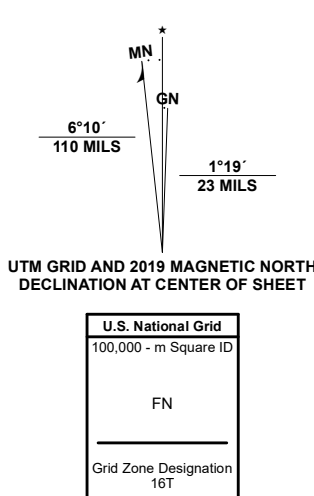 MN
GN
6°10´
110 MILS
1°19´
23 MILS
UTM GRID AND 2019 MAGNETIC NORTH
DECLINATION AT CENTER OF SHEET
U.S. National Grid
100,000 - m Square ID
FN
Grid Zone Designation
16T